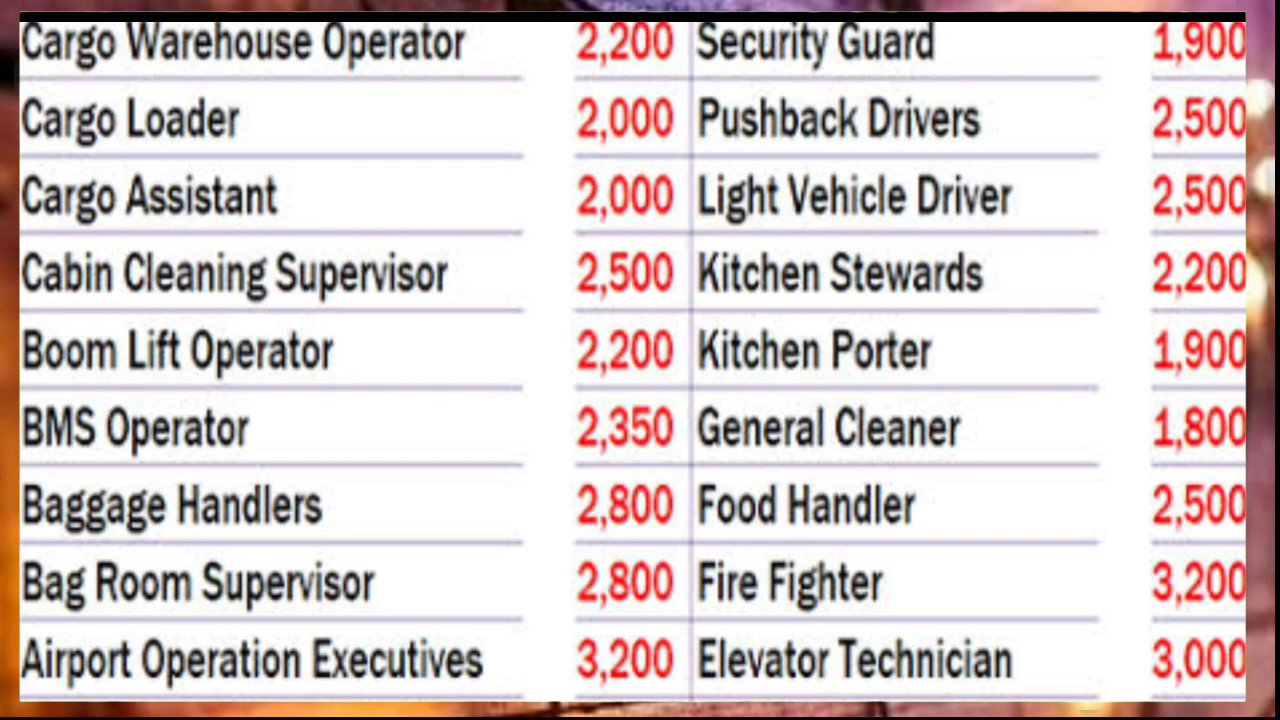 Cargo Warehouse Operator 2,200 Security Guard 1,900
Cargo Loader 2,000 Pushback Drivers 2,500
Cargo Assistant 2,000 Light Vehicle Driver 2,500
Cabin Cleaning Supervisor 2,500 Kitchen Stewards 2,200
Boom Lift Operator 2,200 Kitchen Porter 1,900
BMS Operator 2,350 General Cleaner 1,800
Baggage Handlers 2,800 Food Handler 2,500
Bag Room Supervisor 2,800 Fire Fighter 3,200
Airport Operation Executives 3,200 Elevator Technician 3,000